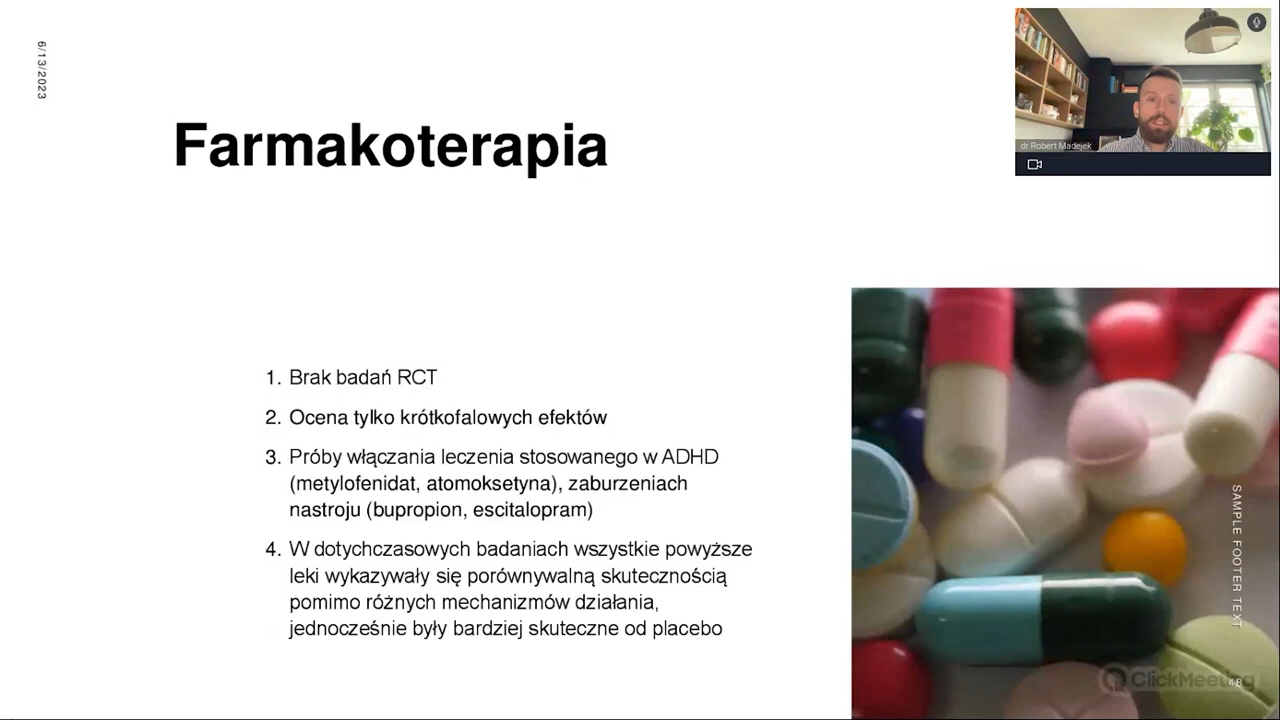 6/13/2023
Farmakoterapia
dr Robert Madejek
1. Brak badań RCT
2. Ocena tylko krótkofalowych efektów
3. Próby włączania leczenia stosowanego w ADHD
(metylofenidat, atomoksetyna), zaburzeniach
nastroju (bupropion, escitalopram)
4. W dotychczasowych badaniach wszystkie powyższe
leki wykazywały się porównywalną skutecznością
pomimo różnych mechanizmów działania,
jednocześnie były bardziej skuteczne od placebo
SAMPLE FOOTER TEXT
ClickMeeting
48